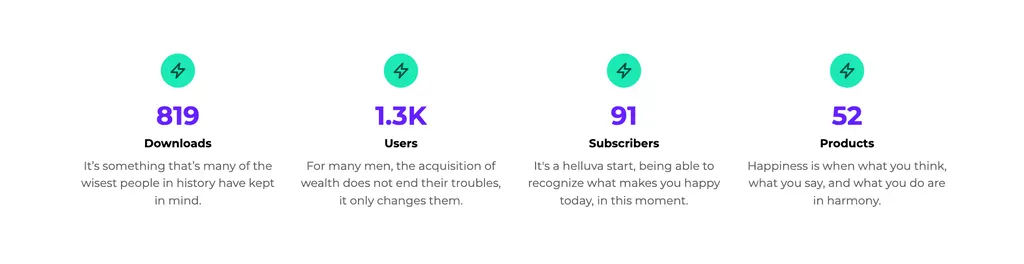 819
Downloads
It’s something that’s many of the
wisest people in history have kept
in mind.
1.3K
Users
For many men, the acquisition of
wealth does not end their troubles,
it only changes them.
91
Subscribers
It's a helluva start, being able to
recognize what makes you happy
today, in this moment.
52
Products
Happiness is when what you think,
what you say, and what you do are
in harmony.